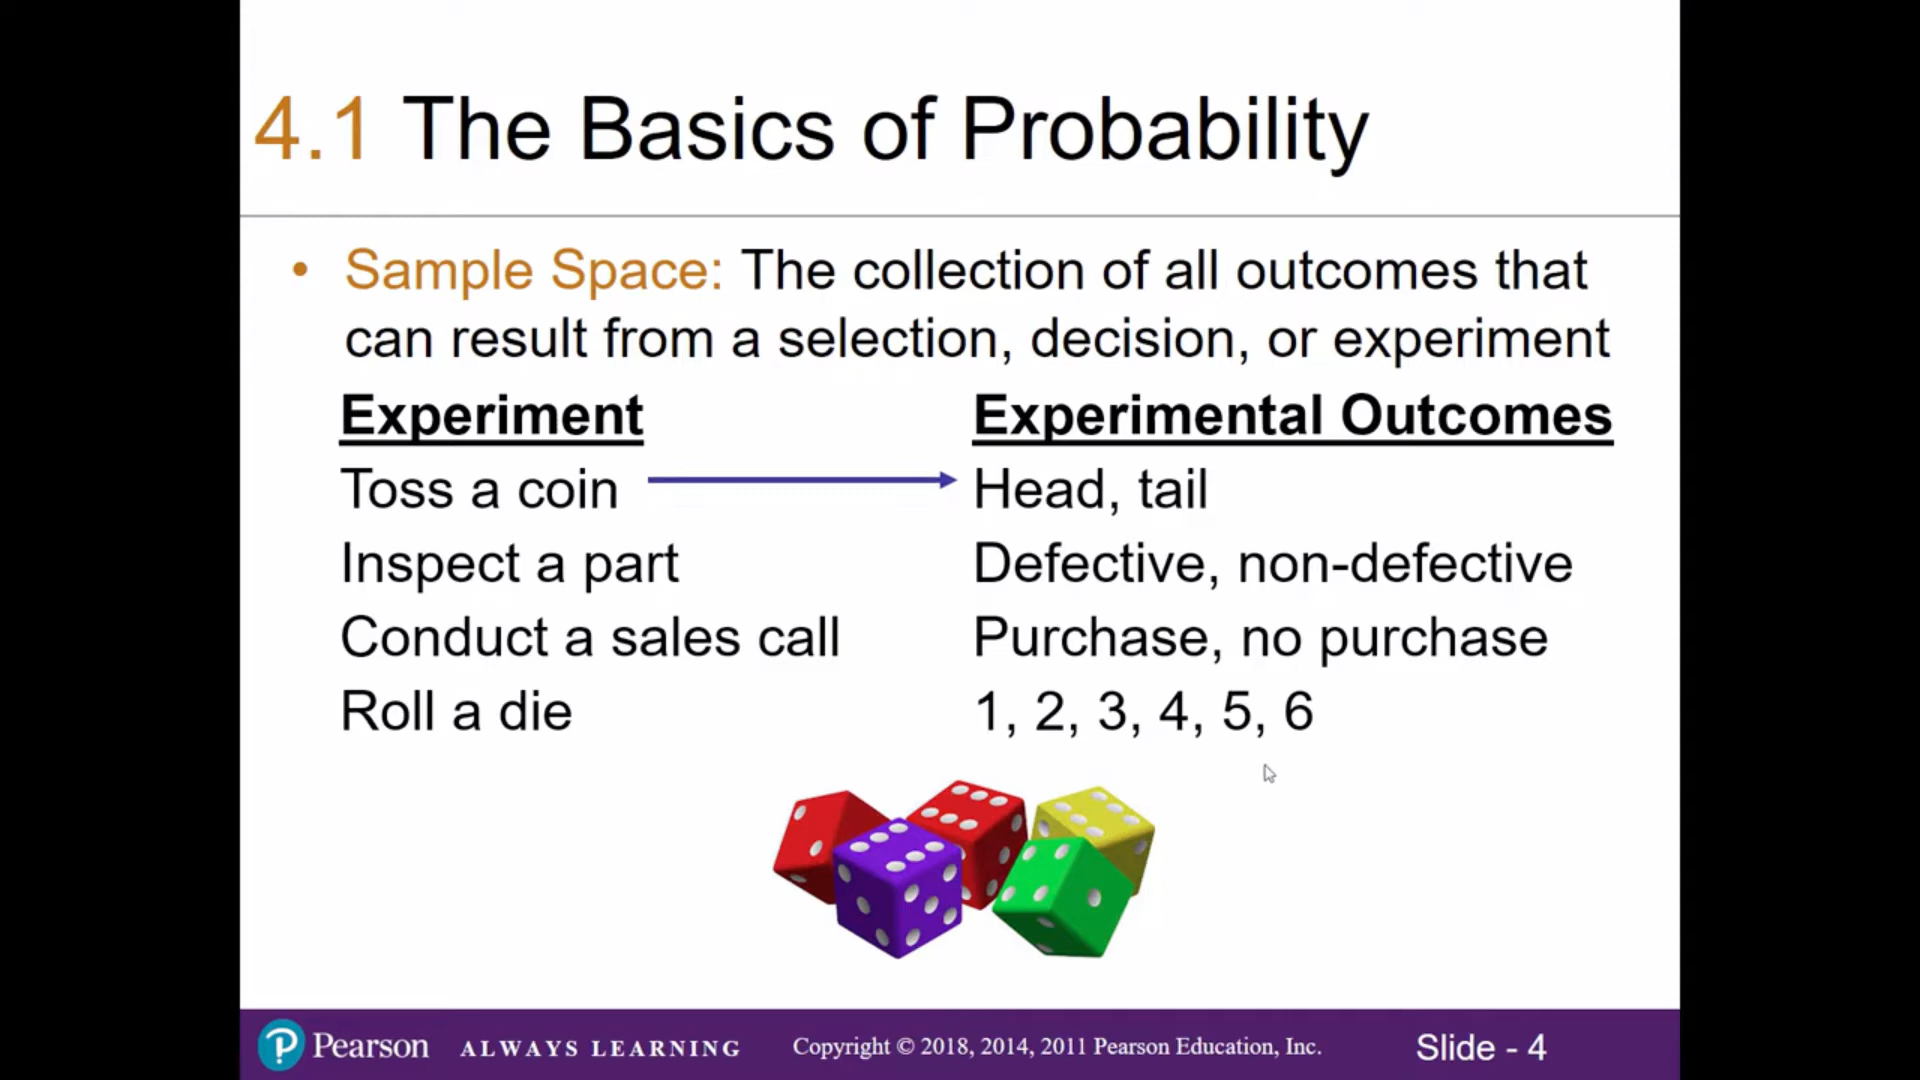 4.1 The Basics of Probability
• Sample Space: The collection of all outcomes that
can result from a selection, decision, or experiment
Experiment Experimental Outcomes
Toss a coin Head, tail
Inspect a part Defective, non-defective
Conduct a sales call Purchase, no purchase
Roll a die 1, 2, 3, 4, 5, 6
P Pearson ALWAYS LEARNING Copyright © 2018, 2014, 2011 Pearson Education, Inc. Slide - 4